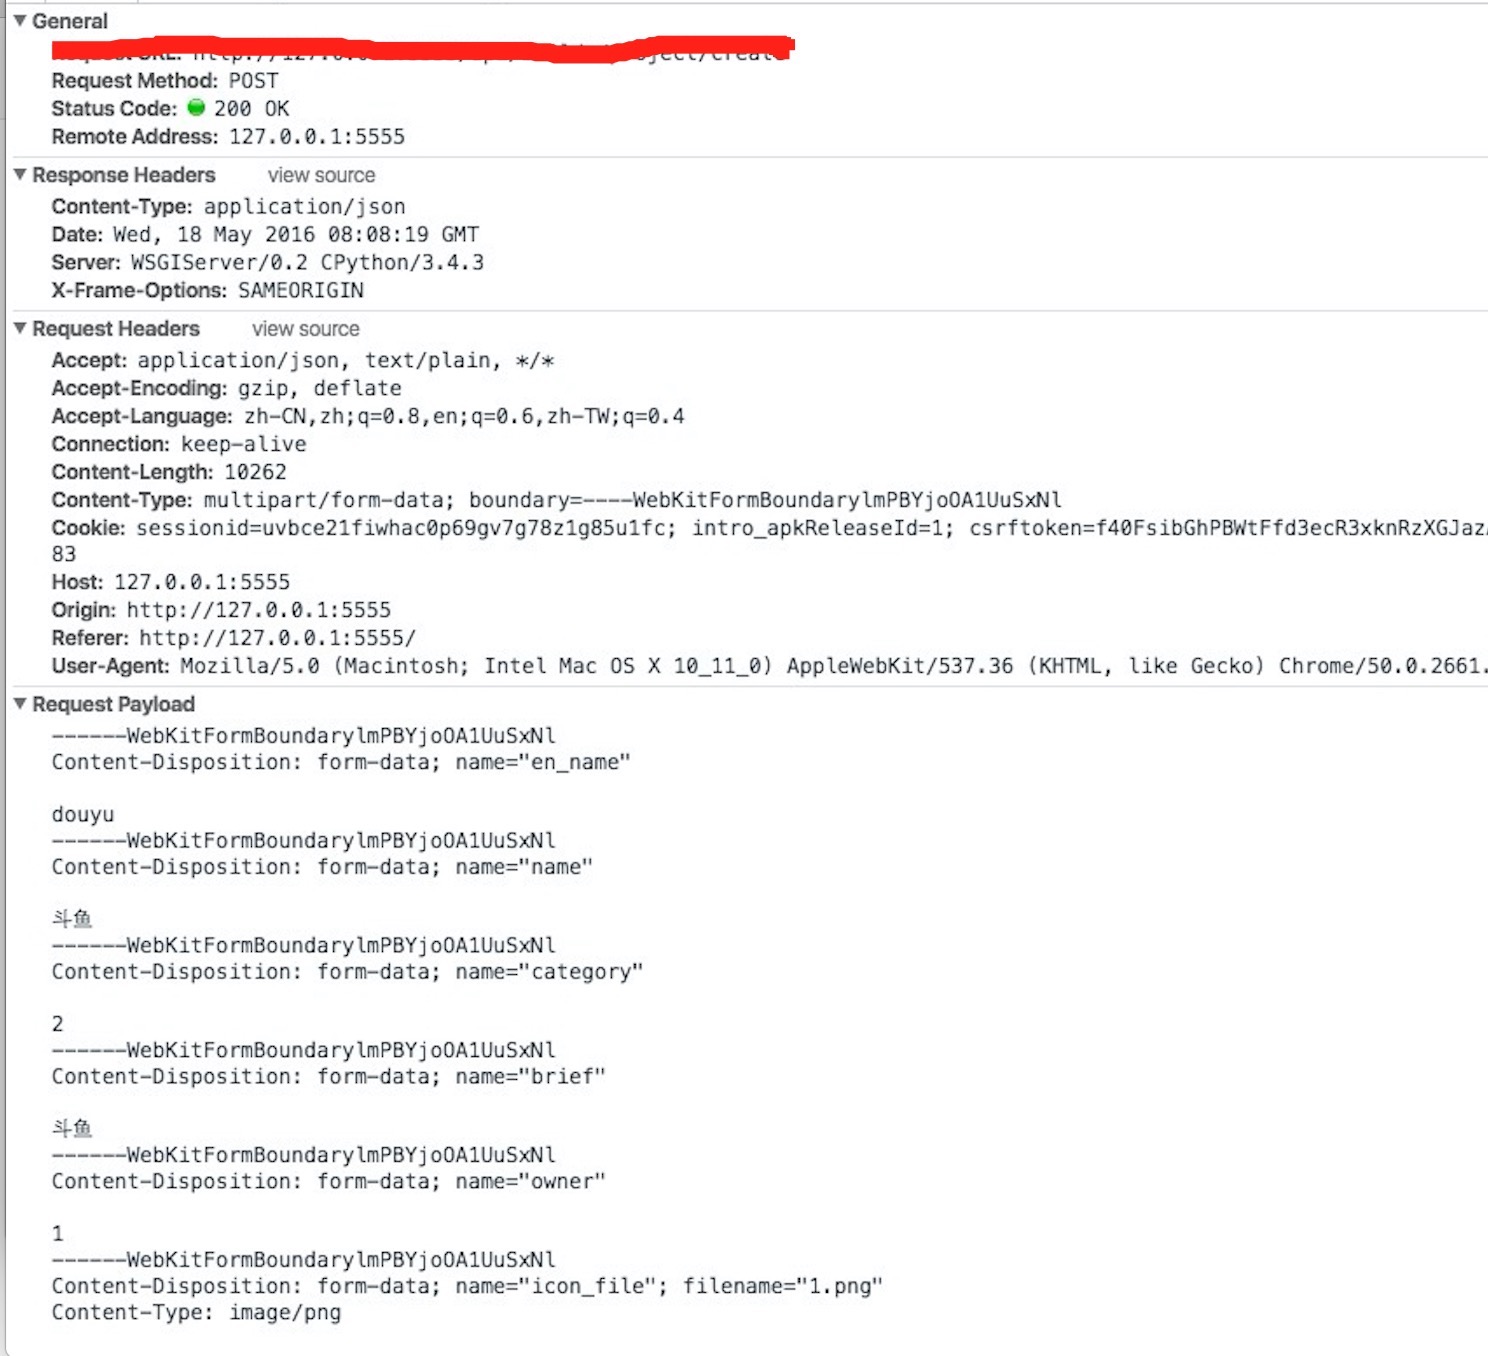 General
Request Method: POST
Status Code: 200 OK
Remote Address: 127.0.0.1:5555
Response Headers view source
Content-Type: application/json
Date: Wed, 18 May 2016 08:08:19 GMT
Server: WSGIServer/0.2 CPython/3.4.3
X-Frame-Options: SAMEORIGIN
Request Headers view source
Accept: application/json, text/plain, */*
Accept-Encoding: gzip, deflate
Accept-Language: zh-CN,zh;q=0.8,en;q=0.6,zh-TW;q=0.4
Connection: keep-alive
Content-Length: 10262
Content-Type: multipart/form-data; boundary=----WebKitFormBoundarylmPBYjoOA1UuSxNl
Cookie: sessionid=uvbce21fiwhac0p69gv7g78z1g85u1fc; intro_apkReleaseId=1; csrftoken=f40FsibGhPBWtFfd3ecR3xknRzXGJaz
83
Host: 127.0.0.1:5555
Origin: http://127.0.0.1:5555
Referer: http://127.0.0.1:5555/
User-Agent: Mozilla/5.0 (Macintosh; Intel Mac OS X 10_11_0) AppleWebKit/537.36 (KHTML, like Gecko) Chrome/50.0.2661.
Request Payload
------WebKitFormBoundarylmPBYjoOA1UuSxNl
Content-Disposition: form-data; name="en_name"
douyu
------WebKitFormBoundarylmPBYjoOA1UuSxNl
Content-Disposition: form-data; name="name"
斗鱼
------WebKitFormBoundarylmPBYjoOA1UuSxNl
Content-Disposition: form-data; name="category"
2
------WebKitFormBoundarylmPBYjoOA1UuSxNl
Content-Disposition: form-data; name="brief"
斗鱼
------WebKitFormBoundarylmPBYjoOA1UuSxNl
Content-Disposition: form-data; name="owner"
1
------WebKitFormBoundarylmPBYjoOA1UuSxNl
Content-Disposition: form-data; name="icon_file"; filename="1.png"
Content-Type: image/png